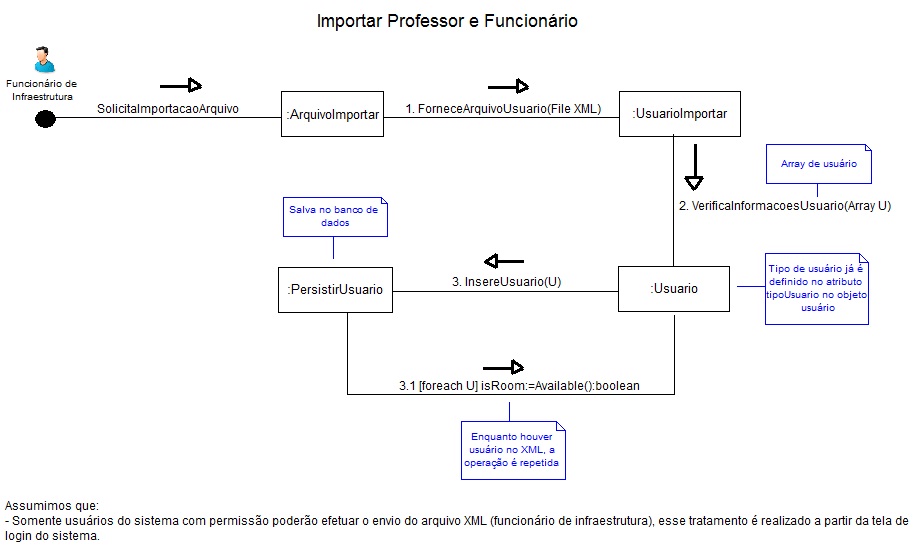 Importar Professor e Funcionário
Funcionário de
Infraestrutura
SolicitaImportacaoArquivo
:ArquivoImportar
1. ForneceArquivoUsuario(File XML)
:UsuarioImportar
Array de usuário
2. VerificaInformacoesUsuario(Array U)
Salva no banco de
dados
:PersistirUsuario
3. InsereUsuario(U)
:Usuario
Tipo de usuário já é
definido no atributo
tipoUsuario no objeto
usuário
3.1 [foreach U] isRoom:=Available():boolean
Enquanto houver
usuário no XML, a
operação é repetida
Assumimos que:
- Somente usuários do sistema com permissão poderão efetuar o envio do arquivo XML (funcionário de infraestrutura), esse tratamento é realizado a partir da tela de
login do sistema.